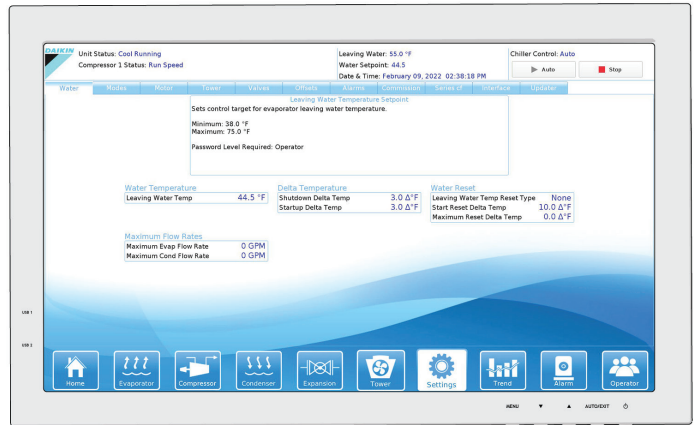 DAIKIN
Unit Status: Cool Running
Compressor 1 Status: Run Speed
Leaving Water: 55.0 °F
Water Setpoint: 44.5
Date & Time: February 09, 2022 02:38:18 PM
Chiller Control: Auto
Auto
Stop
Water Modes Motor Tower Valves Offsets Alarms Commission Series cf Interface Updater
Leaving Water Temperature Setpoint
Sets control target for evaporator leaving water temperature.
Minimum: 38.0 °F
Maximum: 75.0 °F
Password Level Required: Operator
Water Temperature
Leaving Water Temp 44.5 °F
Delta Temperature
Shutdown Delta Temp 3.0 Δ°F
Startup Delta Temp 3.0 Δ°F
Water Reset
Leaving Water Temp Reset Type None
Start Reset Delta Temp 10.0 Δ°F
Maximum Reset Delta Temp 0.0 Δ°F
Maximum Flow Rates
Maximum Evap Flow Rate 0 GPM
Maximum Cond Flow Rate 0 GPM
USB 1
USB 2
Home Evaporator Compressor Condenser Expansion Tower Settings Trend Alarm Operator
MENU ▼ ▲ AUTO/EXIT